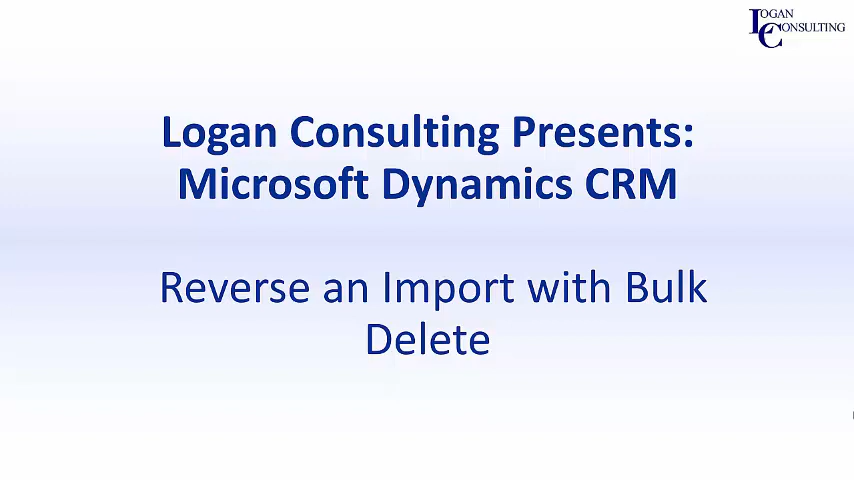 LOGAN
CONSULTING
Logan Consulting Presents:
Microsoft Dynamics CRM
Reverse an Import with Bulk
Delete